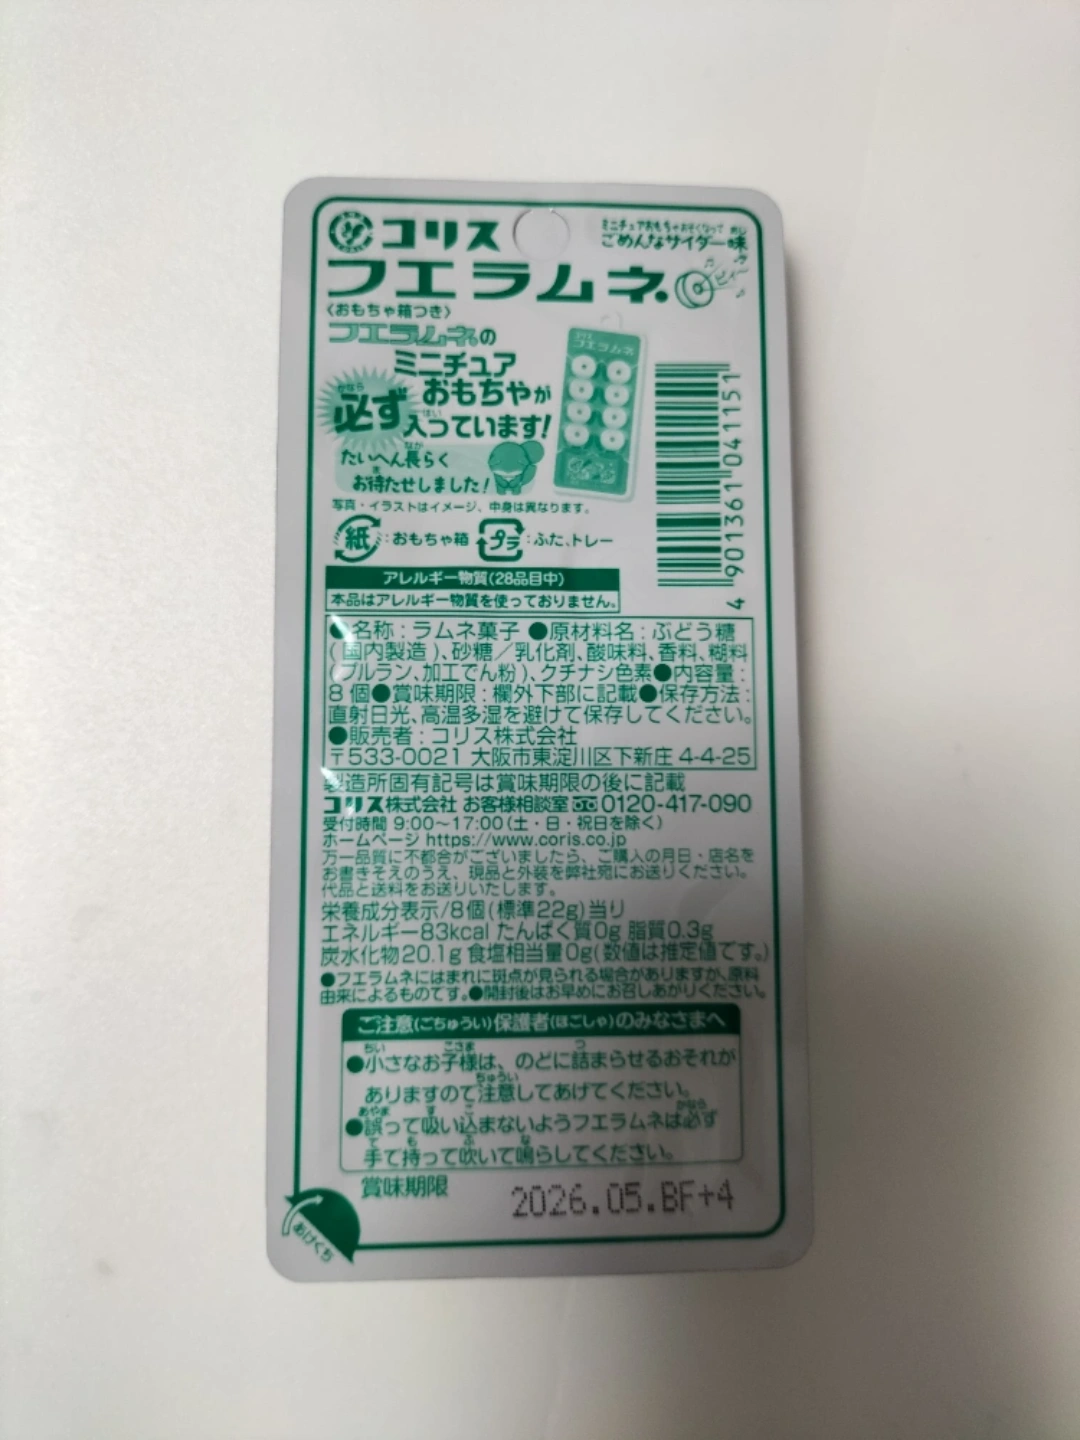 コリス
ミニチュアおもちゃおそくなって
ごめんなサイダー味
フエラムネ
〈おもちゃ箱つき〉
フエラムネの
ミニチュア
おもちゃが
必ず
入っています!
たいへん長らく
お待たせしました!
コリス
フエラムネ
写真・イラストはイメージ、中身は異なります。
紙:おもちゃ箱 プラ:ふた、トレー
4 901361 041151
アレルギー物質(28品目中)
本品はアレルギー物質を使っておりません。
●名称:ラムネ菓子 ●原材料名:ぶどう糖
(国内製造)、砂糖/乳化剤、酸味料、香料、糊料
(プルラン、加工でん粉)、クチナシ色素●内容量:
8個●賞味期限:欄外下部に記載●保存方法:
直射日光、高温多湿を避けて保存してください。
●販売者:コリス株式会社
〒533-0021 大阪市東淀川区下新庄 4-4-25
製造所固有記号は賞味期限の後に記載
コリス株式会社 お客様相談室 0120-417-090
受付時間 9:00〜17:00(土・日・祝日を除く)
ホームページ https://www.coris.co.jp
万一品質に不都合がございましたら、ご購入の月日・店名を
お書きそえのうえ、現品と外装を弊社宛にお送りください。
代品と送料をお送りいたします。
栄養成分表示/8個(標準22g)当り
エネルギー83kcal たんぱく質0g 脂質0.3g
炭水化物20.1g 食塩相当量0g(数値は推定値です。)
●フエラムネにはまれに斑点が見られる場合がありますが、原料
由来によるものです。●開封後はお早めにお召しあがりください。
ご注意(ごちゅうい)保護者(ほごしゃ)のみなさまへ
●小さなお子様は、のどに詰まらせるおそれが
ありますので注意してあげてください。
●誤って吸い込まないようフエラムネは必ず
手で持って吹いて鳴らしてください。
賞味期限 2026.05.BF+4
あけくち